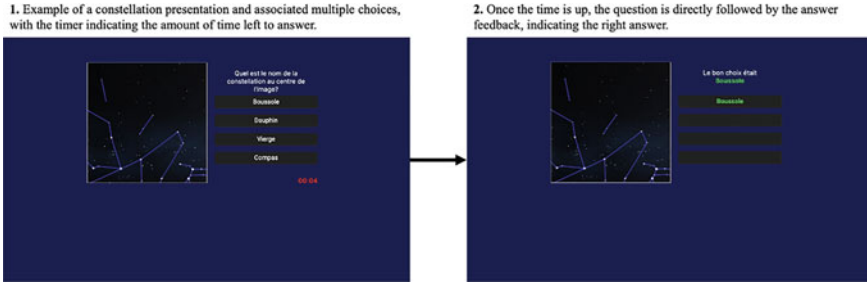 1. Example of a constellation presentation and associated multiple choices,
with the timer indicating the amount of time left to answer.
Quel est le nom de la
constellation au centre de
l'image?
Boussole
Dauphin
Vierge
Compas
00:04
2. Once the time is up, the question is directly followed by the answer
feedback, indicating the right answer.
Le bon choix était
Boussole
Boussole